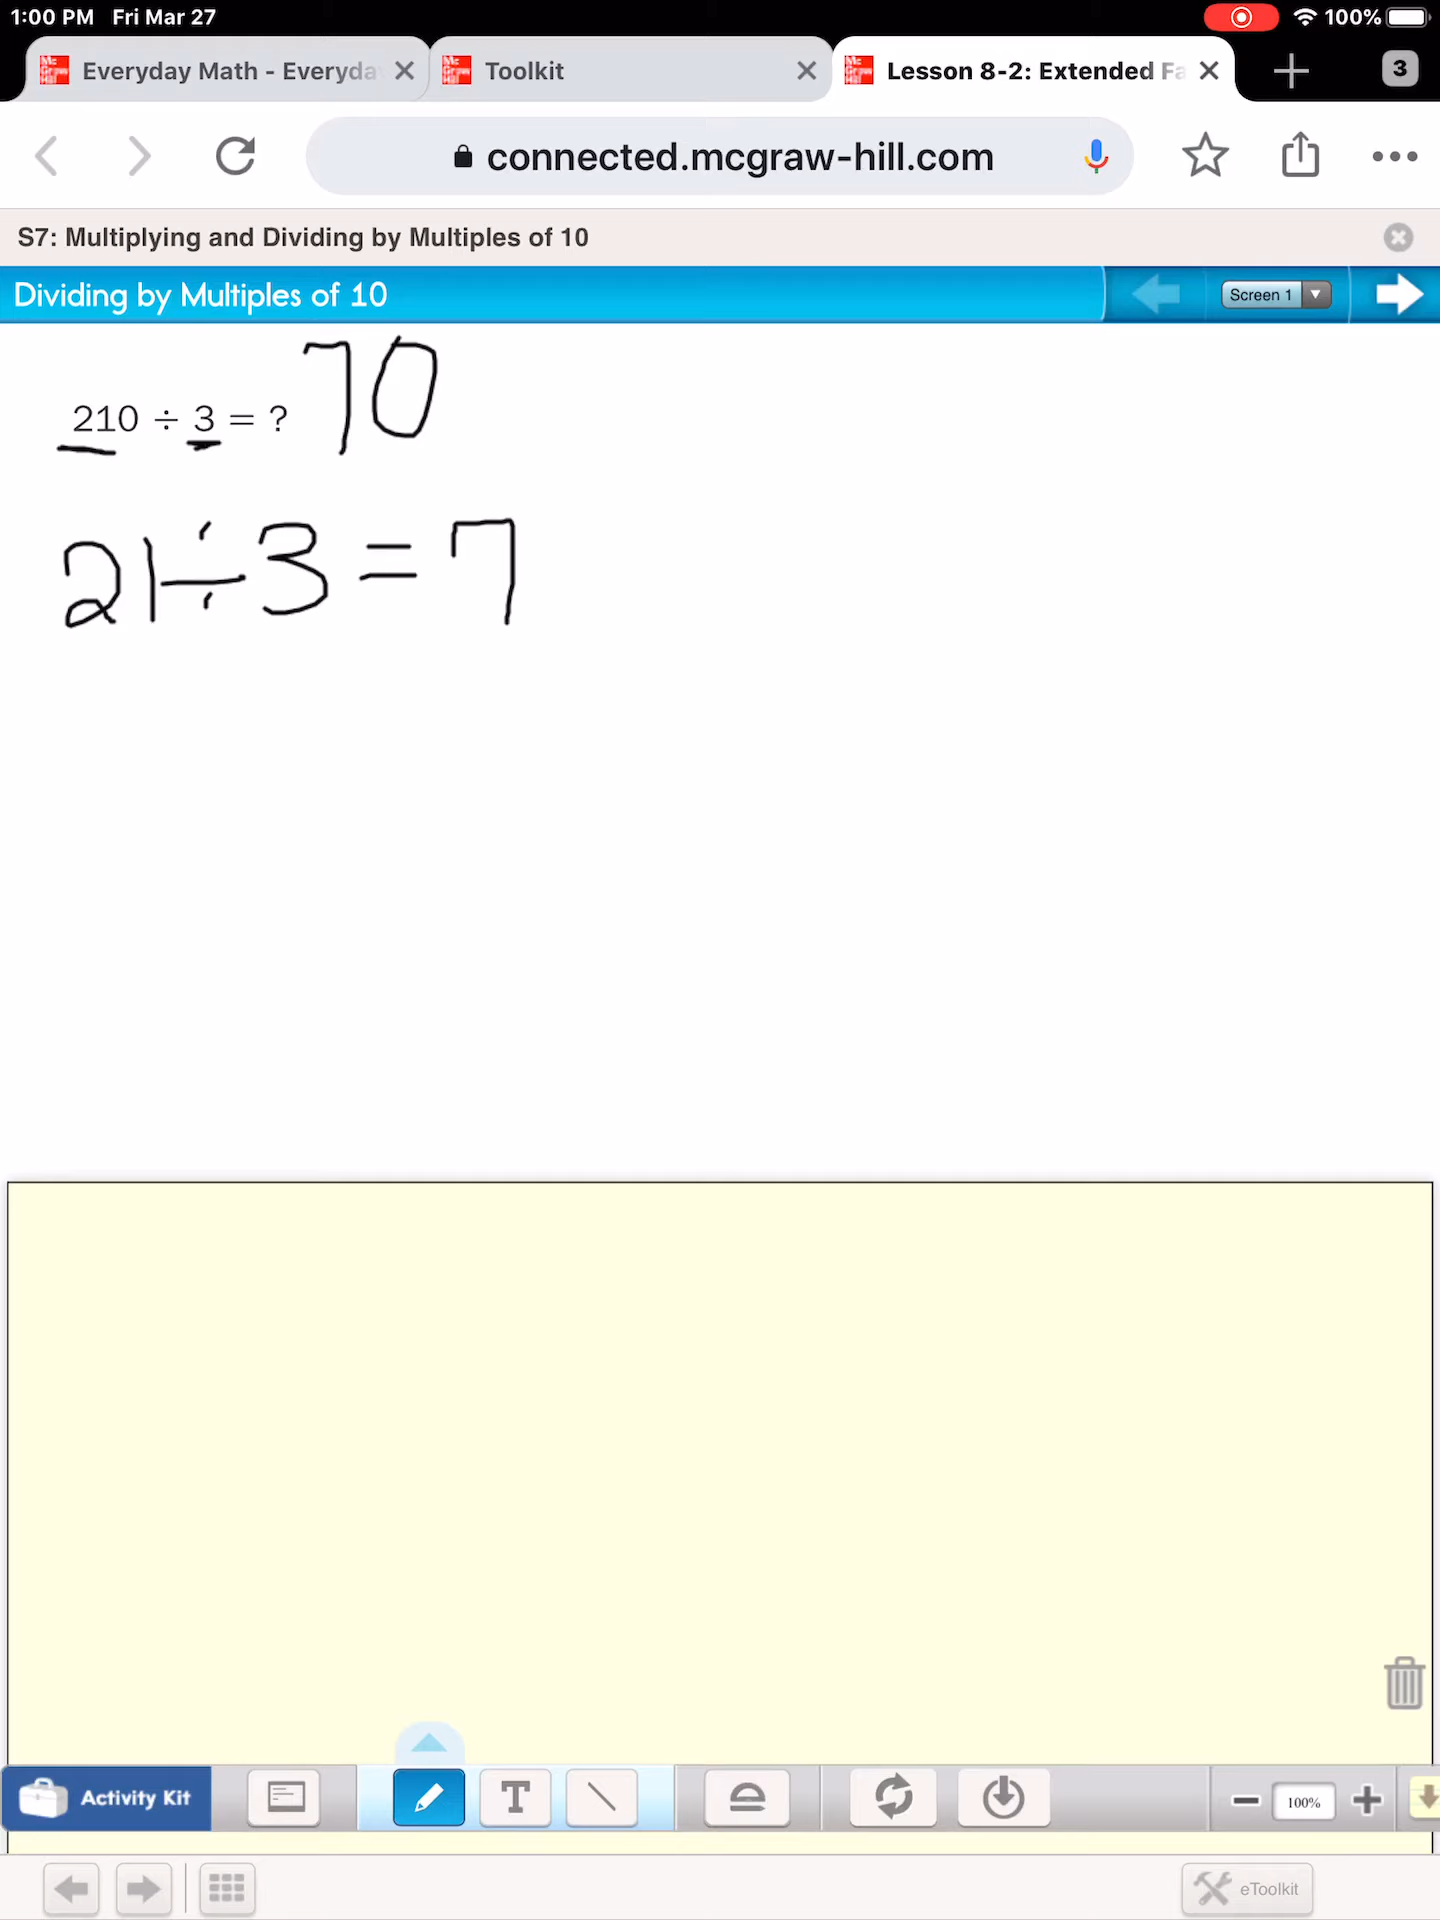 1:00 PM Fri Mar 27 100%
Everyday Math - Everyda Toolkit Lesson 8-2: Extended Fa 3
connected.mcgraw-hill.com
S7: Multiplying and Dividing by Multiples of 10
Dividing by Multiples of 10 Screen 1
210 ÷ 3 = ? 70
21 ÷ 3 = 7
Activity Kit T 100%
eToolkit